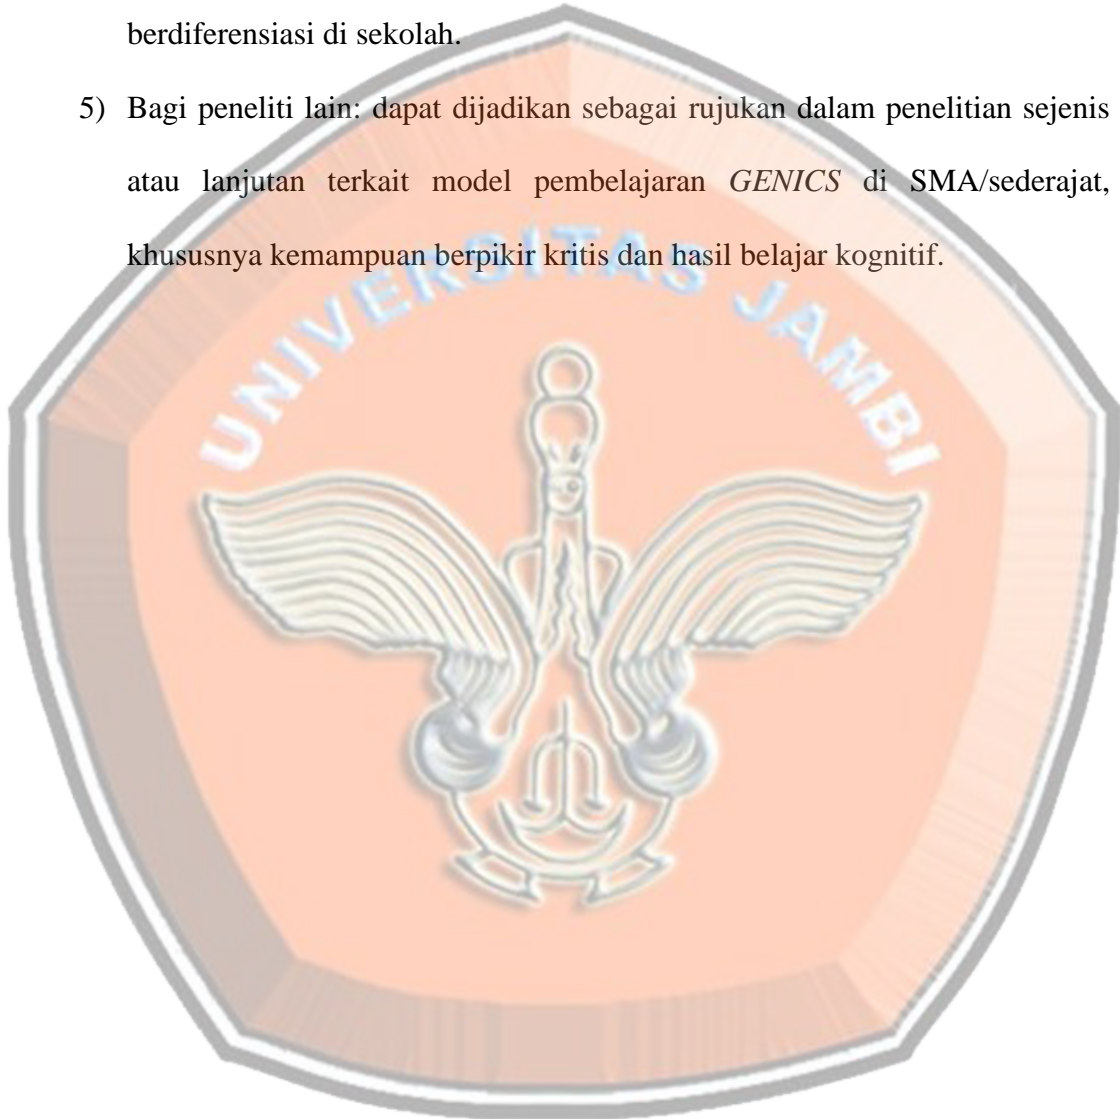 berdiferensiasi di sekolah.
5) Bagi peneliti lain: dapat dijadikan sebagai rujukan dalam penelitian sejenis
atau lanjutan terkait model pembelajaran GENICS di SMA/sederajat,
khususnya kemampuan berpikir kritis dan hasil belajar kognitif.
UNIVERSITAS JAMBI